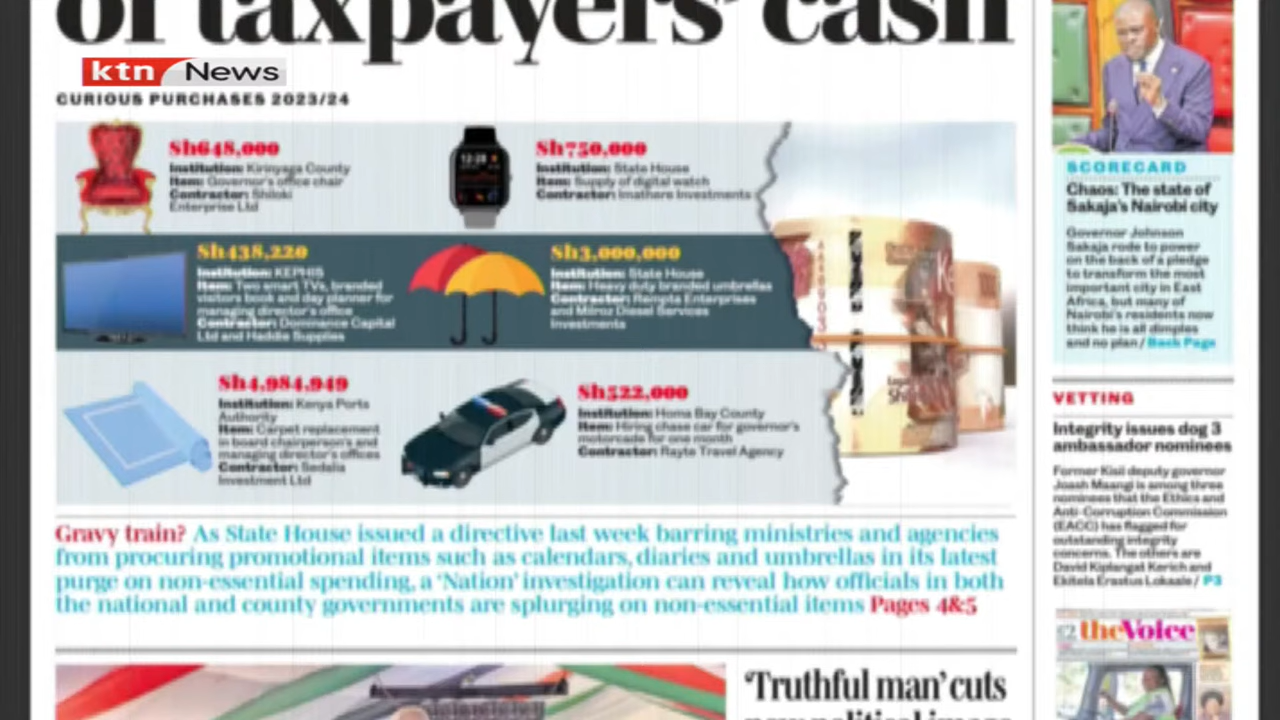 of taxpayers' cash
ktn News
CURIOUS PURCHASES 2023/24
Sh648,000
Institution: Kirinyaga County
Item: Governor's office chair
Contractor: Shiloki
Enterprise Ltd
Sh750,000
Institution: State House
Item: Supply of digital watch
Contractor: Imathera Investments
Sh438,220
Institution: KEPHIS
Item: Two smart TVs, branded
visitors book and day planner for
managing director's office
Contractor: Dominance Capital
Ltd and Haddie Supplies
Sh3,000,000
Institution: State House
Item: Heavy duty branded umbrellas
Contractor: Rempta Enterprises
and Milroz Diesel Services
Investments
Sh4,984,949
Institution: Kenya Ports
Authority
Item: Carpet replacement
in board chairperson's and
managing director's offices
Contractor: Sedalia
Investment Ltd
Sh522,000
Institution: Homa Bay County
Item: Hiring chase car for governor's
motorcade for one month
Contractor: Rayte Travel Agency
Gravy train? As State House issued a directive last week barring ministries and agencies
from procuring promotional items such as calendars, diaries and umbrellas in its latest
purge on non-essential spending, a 'Nation' investigation can reveal how officials in both
the national and county governments are splurging on non-essential items Pages 4&5
'Truthful man' cuts
new political image
SCORECARD
Chaos: The state of
Sakaja's Nairobi city
Governor Johnson
Sakaja rode to power
on the back of a pledge
to transform the most
important city in East
Africa, but many of
Nairobi's residents now
think he is all dimples
and no plan / Back Page
VETTING
Integrity issues dog 3
ambassador nominees
Former Kisii deputy governor
Joash Maangi is among three
nominees that the Ethics and
Anti-Corruption Commission
(EACC) has flagged for
outstanding integrity
concerns. The others are
David Kiplangat Kerich and
Ekitela Erastus Lokaale / P3
theVoice